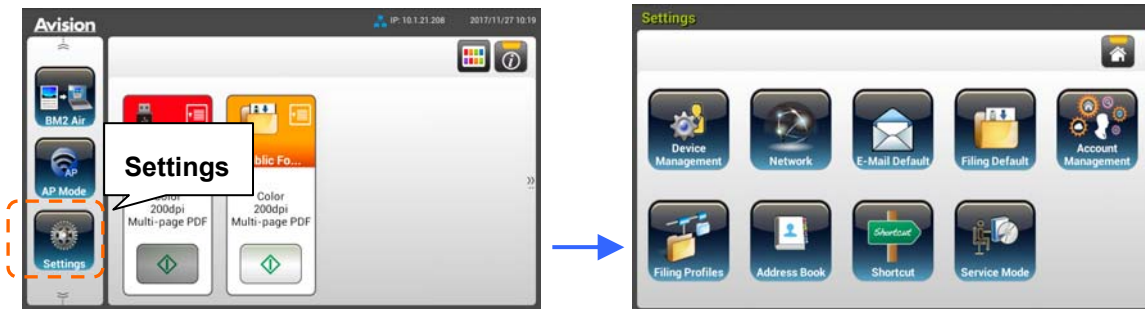 Avision
IP: 10.1.21.208 2017/11/27 10:19
BM2 Air
AP Mode
Settings
Settings
blic Fo...
Color
200dpi
Multi-page PDF
Color
200dpi
Multi-page PDF
Settings
Device
Management
Network
E-Mail Default
Filing Default
Account
Management
Filing Profiles
Address Book
Shortcut
Shortcut
Service Mode